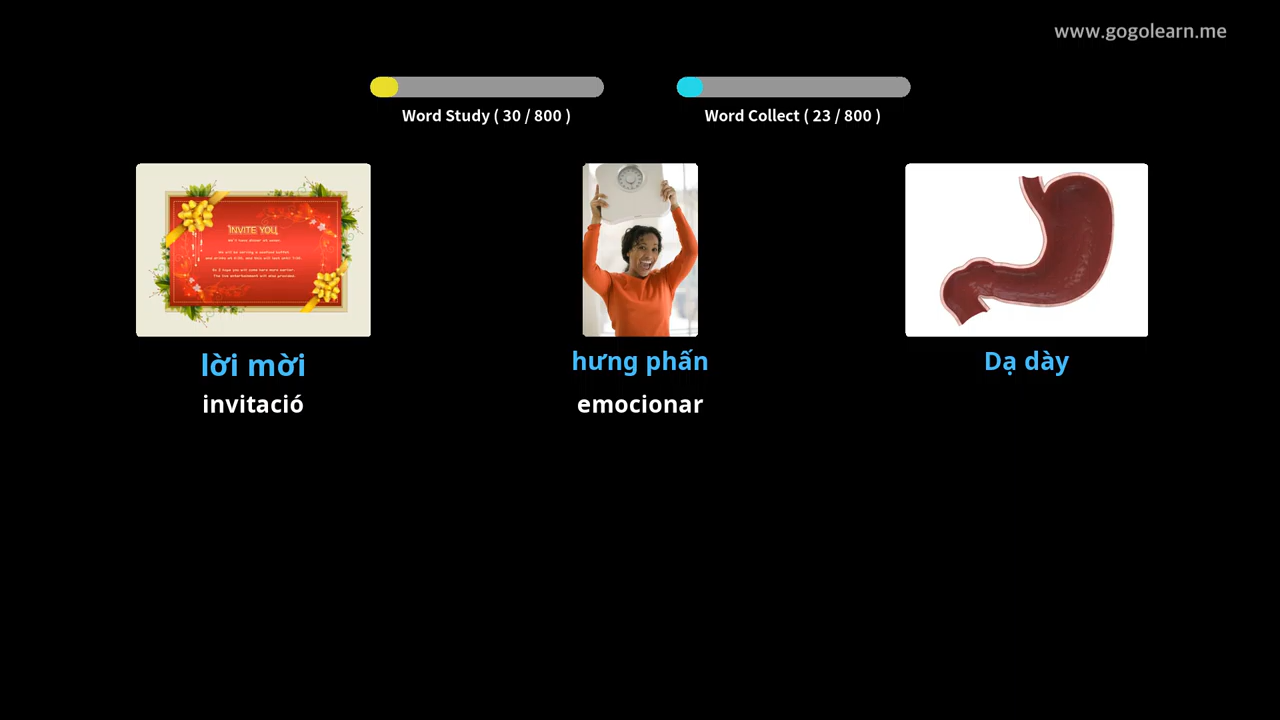 www.gogolearn.me
Word Study ( 30 / 800 )
Word Collect ( 23 / 800 )
INVITE YOU
lời mời
invitació
hưng phấn
emocionar
Dạ dày